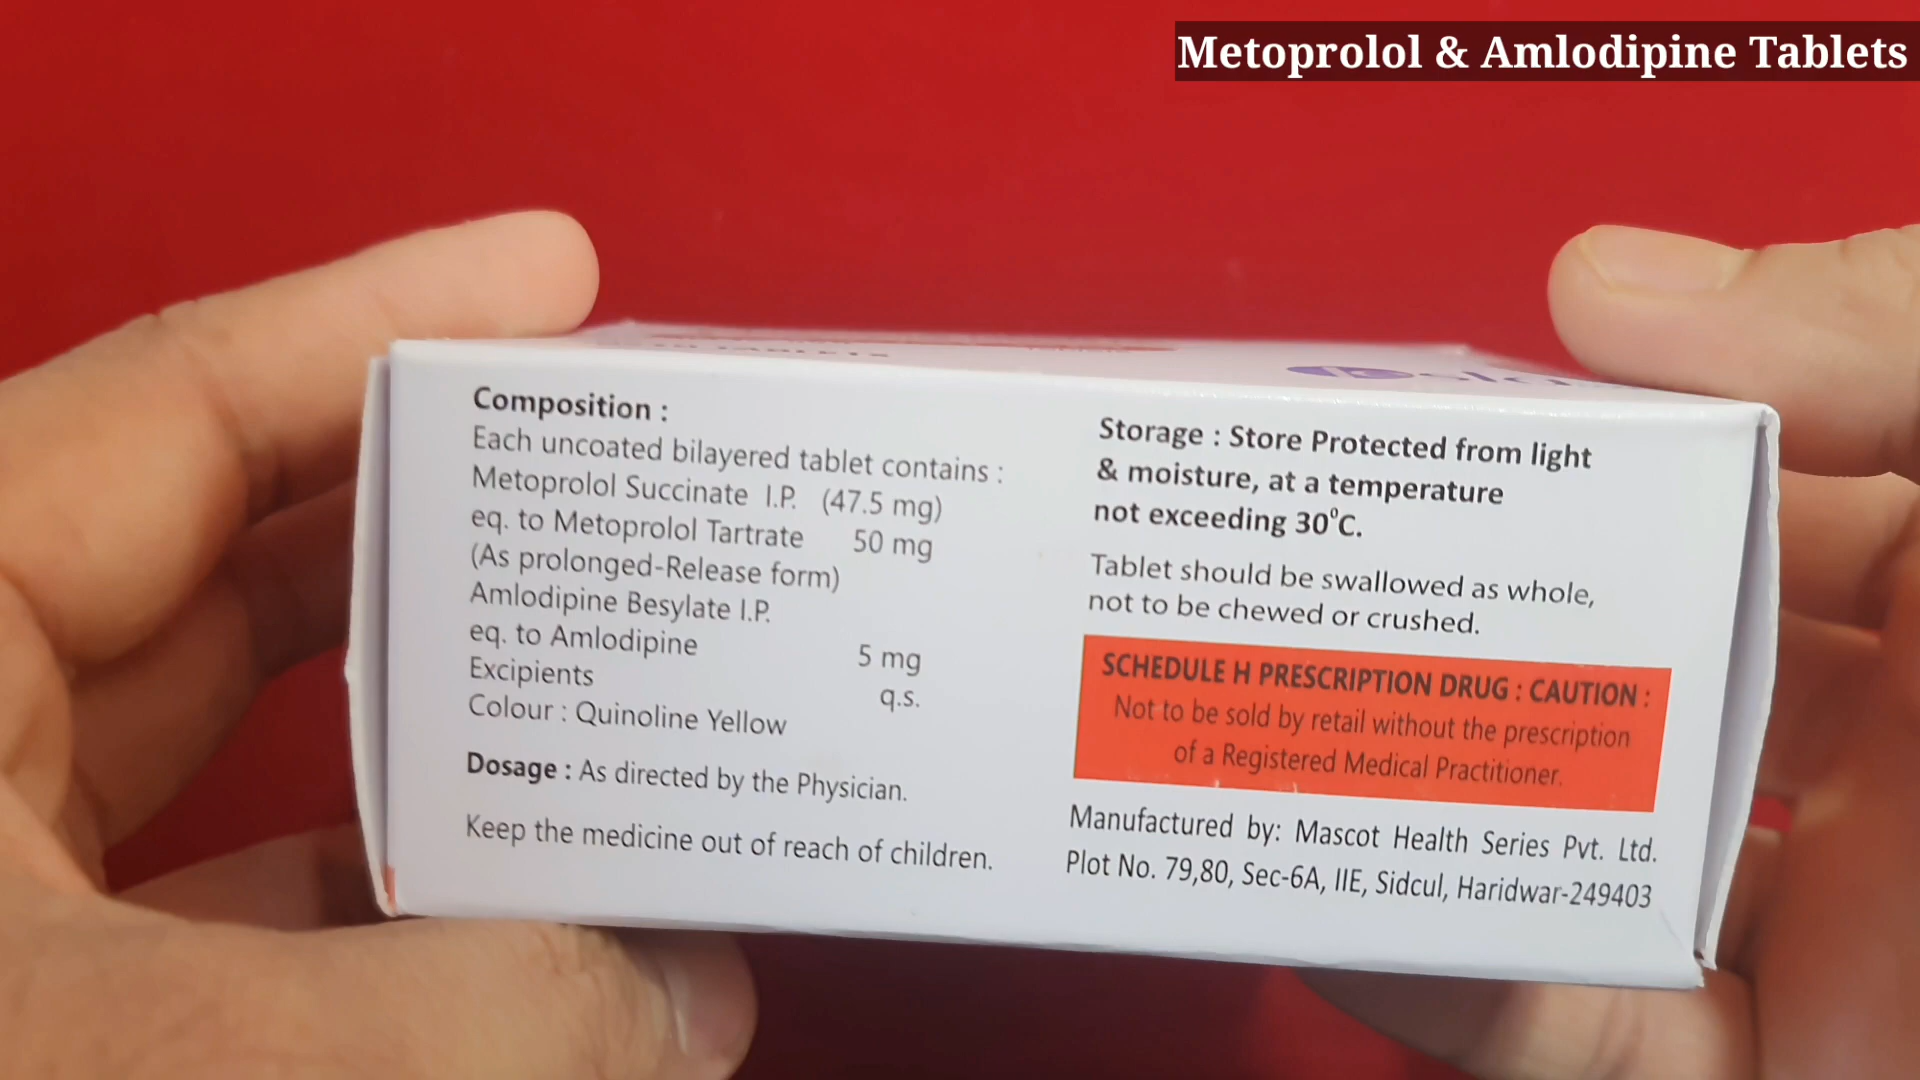 Metoprolol & Amlodipine Tablets
Composition :
Each uncoated bilayered tablet contains :
Metoprolol Succinate I.P. (47.5 mg)
eq. to Metoprolol Tartrate 50 mg
(As prolonged-Release form)
Amlodipine Besylate I.P.
eq. to Amlodipine 5 mg
Excipients q.s.
Colour : Quinoline Yellow
Dosage : As directed by the Physician.
Keep the medicine out of reach of children.
Storage : Store Protected from light
& moisture, at a temperature
not exceeding 30°C.
Tablet should be swallowed as whole,
not to be chewed or crushed.
SCHEDULE H PRESCRIPTION DRUG : CAUTION :
Not to be sold by retail without the prescription
of a Registered Medical Practitioner.
Manufactured by: Mascot Health Series Pvt. Ltd.
Plot No. 79,80, Sec-6A, IIE, Sidcul, Haridwar-249403